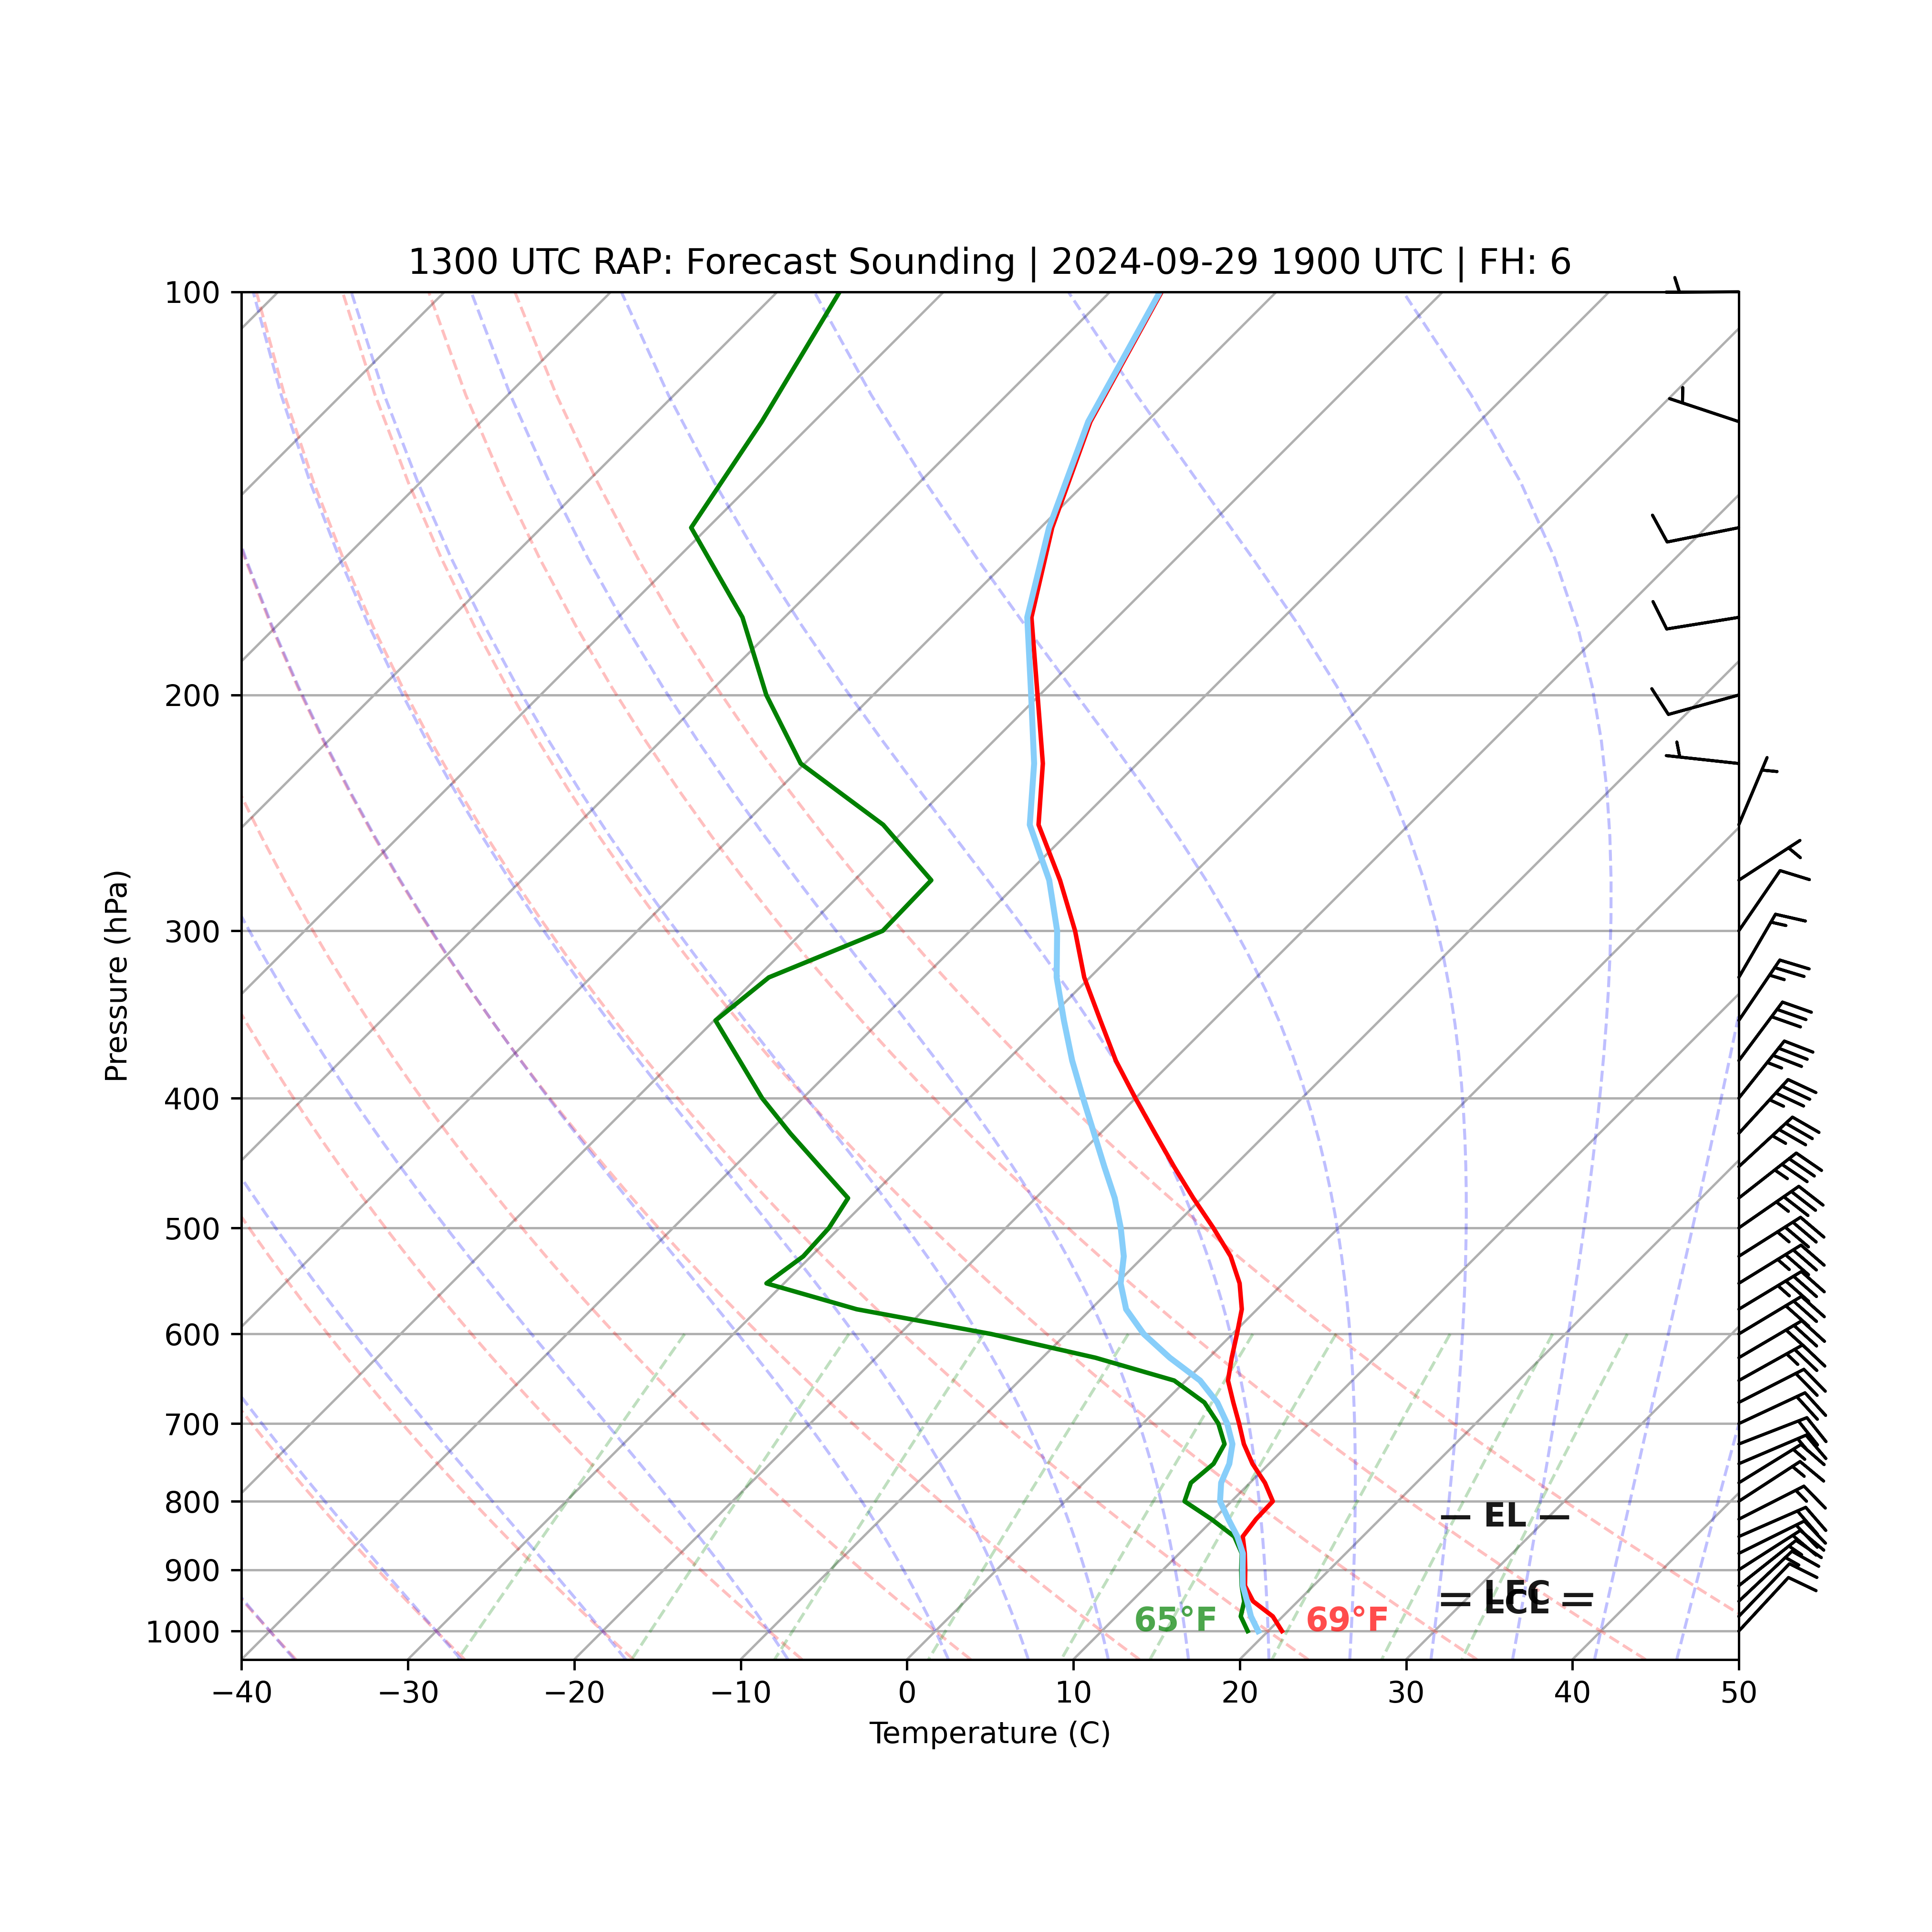 1300 UTC RAP: Forecast Sounding | 2024-09-29 1900 UTC | FH: 6
100
200
300
400
500
600
700
800
900
1000
Pressure (hPa)
— EL —
— LFC —
— LCL —
65°F
69°F
−40 −30 −20 −10 0 10 20 30 40 50
Temperature (C)